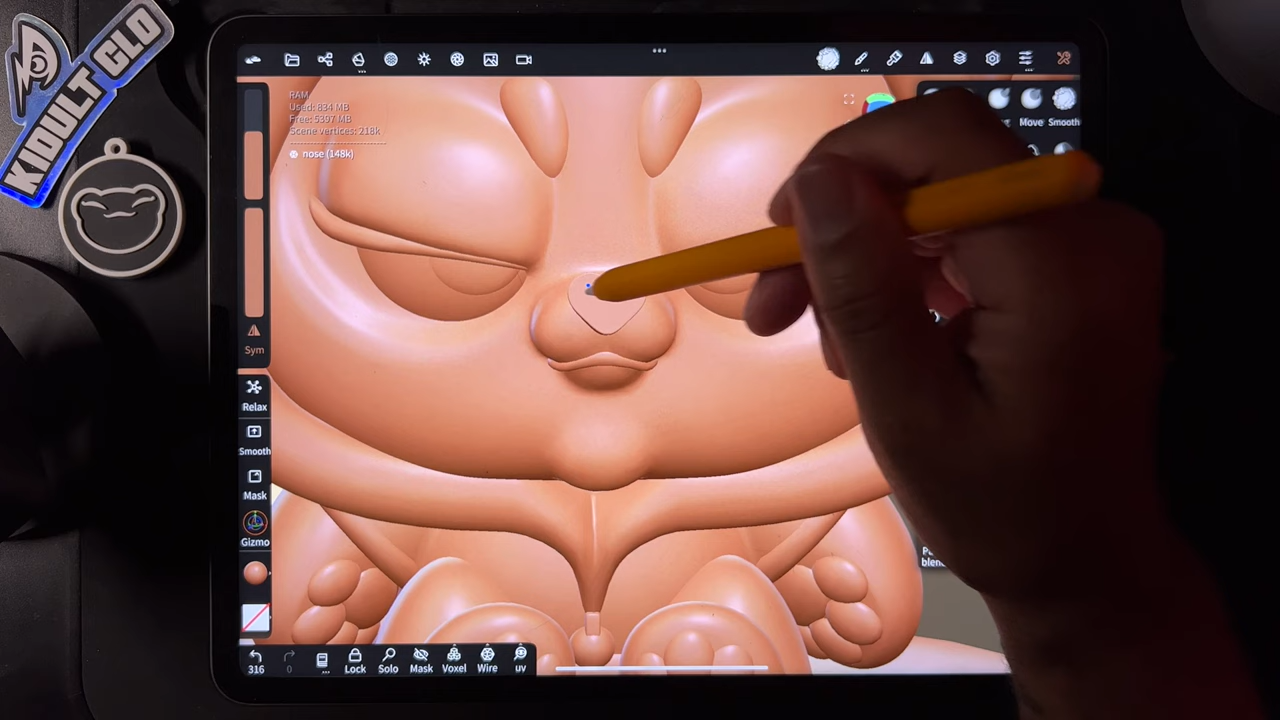 KIDULT CLO
RAM
Used: 834 MB
Free: 5307 MB
Scene vertices: 218k
nose (148k)
Move
Smooth
Sym
Relax
Smooth
Mask
Gizmo
316
0
Lock
Solo
Mask
Voxel
Wire
uv